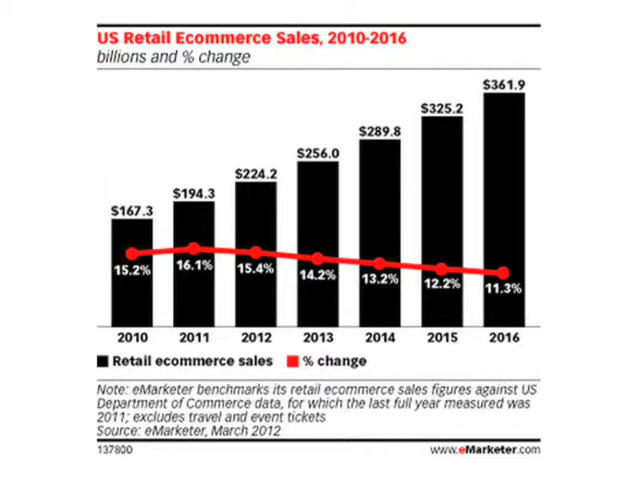 US Retail Ecommerce Sales, 2010-2016
billions and % change
$361.9
$325.2
$289.8
$256.0
$224.2
$194.3
$167.3
15.2% 16.1% 15.4% 14.2% 13.2% 12.2% 11.3%
2010 2011 2012 2013 2014 2015 2016
Retail ecommerce sales % change
Note: eMarketer benchmarks its retail ecommerce sales figures against US
Department of Commerce data, for which the last full year measured was
2011; excludes travel and event tickets
Source: eMarketer, March 2012
137800 www.eMarketer.com